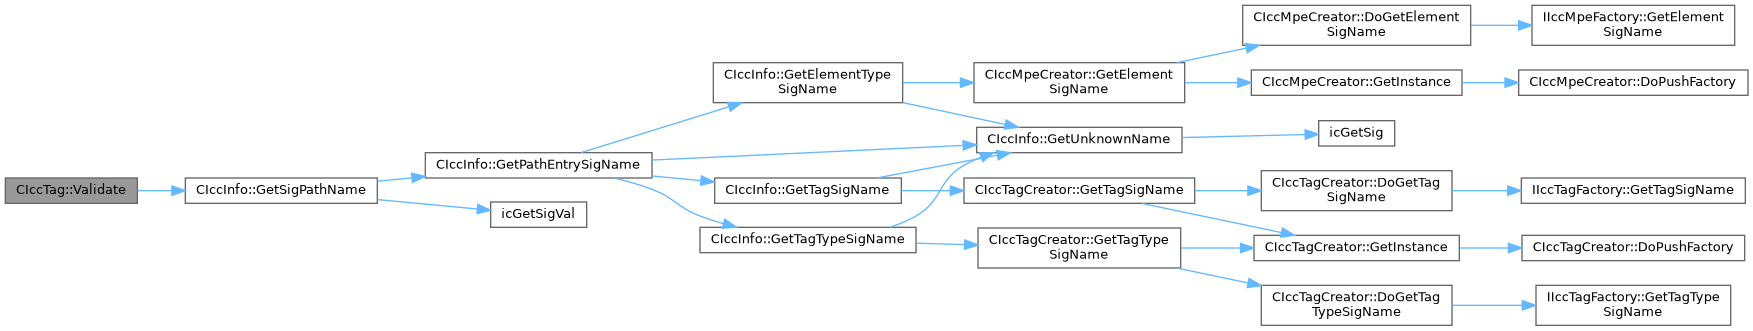 CIccTag::Validate
CIccInfo::GetSigPathName
CIccInfo::GetPathEntrySigName
icGetSigVal
CIccInfo::GetElementType
SigName
CIccInfo::GetTagSigName
CIccInfo::GetTagTypeSigName
CIccMpeCreator::GetElement
SigName
CIccInfo::GetUnknownName
CIccTagCreator::GetTagSigName
CIccTagCreator::GetTagType
SigName
CIccMpeCreator::DoGetElement
SigName
CIccMpeCreator::GetInstance
icGetSig
CIccTagCreator::DoGetTag
SigName
CIccTagCreator::GetInstance
CIccTagCreator::DoGetTag
TypeSigName
IIccMpeFactory::GetElement
SigName
CIccMpeCreator::DoPushFactory
IIccTagFactory::GetTagSigName
CIccTagCreator::DoPushFactory
IIccTagFactory::GetTagType
SigName